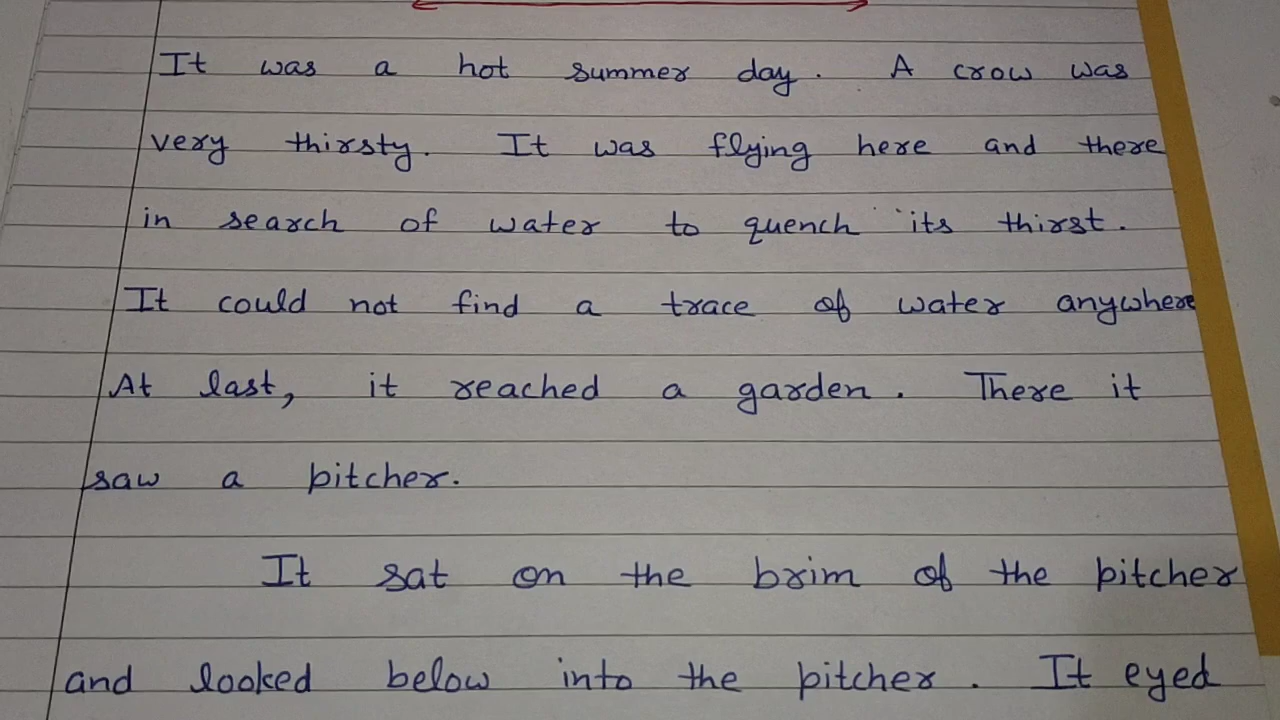 It was a hot summer day. A crow was
very thirsty. It was flying here and there
in search of water to quench its thirst.
It could not find a trace of water anywhere
At last, it reached a garden. There it
saw a pitcher.
It sat on the brim of the pitcher
and looked below into the pitcher. It eyed